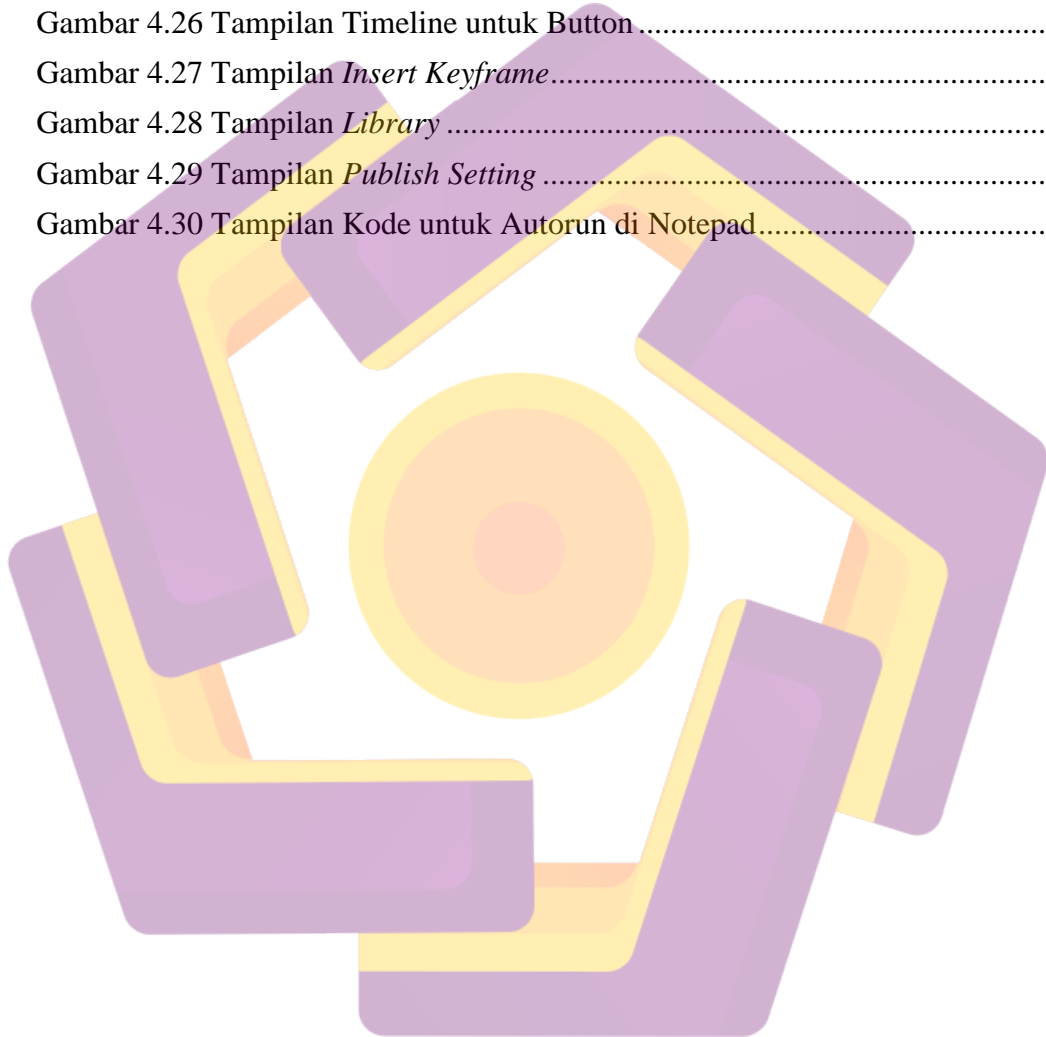 Gambar 4.26 Tampilan Timeline untuk Button ....................................................
Gambar 4.27 Tampilan Insert Keyframe...............................................................
Gambar 4.28 Tampilan Library ............................................................................
Gambar 4.29 Tampilan Publish Setting ................................................................
Gambar 4.30 Tampilan Kode untuk Autorun di Notepad....................................